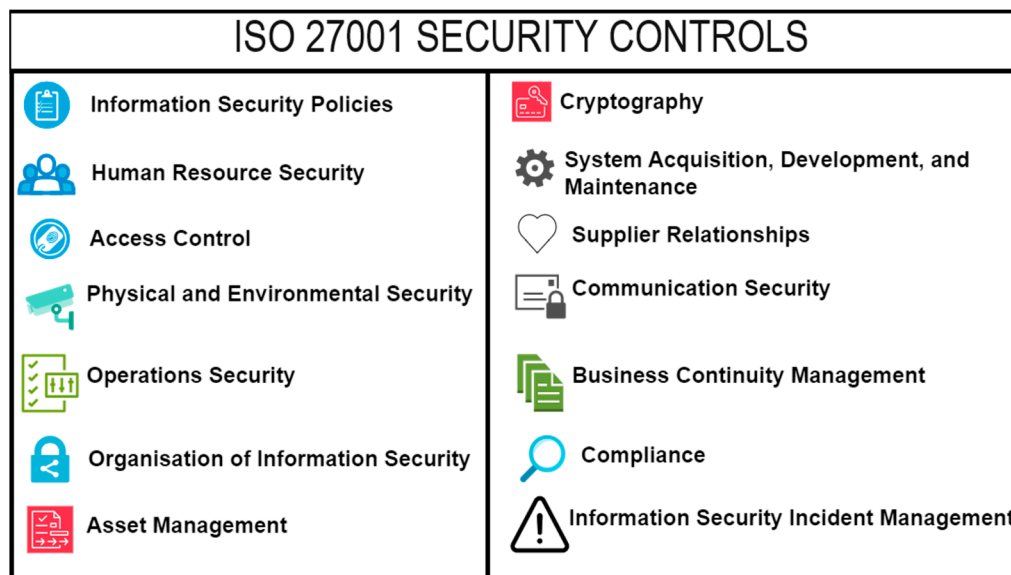 ISO 27001 SECURITY CONTROLS
Information Security Policies
Human Resource Security
Access Control
Physical and Environmental Security
Operations Security
Organisation of Information Security
Asset Management
Cryptography
System Acquisition, Development, and
Maintenance
Supplier Relationships
Communication Security
Business Continuity Management
Compliance
Information Security Incident Management